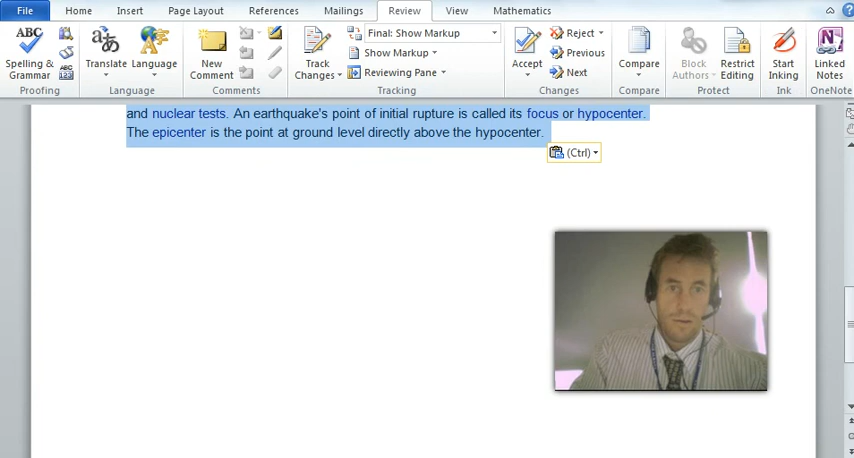 File Home Insert Page Layout References Mailings Review View Mathematics
ABC Spelling & Grammar
ABC 123
Proofing
Translate Language
Language
New Comment
Comments
Track Changes
Final: Show Markup
Show Markup
Reviewing Pane
Tracking
Accept
Reject
Previous
Next
Changes
Compare
Compare
Block Authors
Restrict Editing
Protect
Start Inking
Ink
Linked Notes
OneNote
and nuclear tests. An earthquake's point of initial rupture is called its focus or hypocenter.
The epicenter is the point at ground level directly above the hypocenter.
(Ctrl)